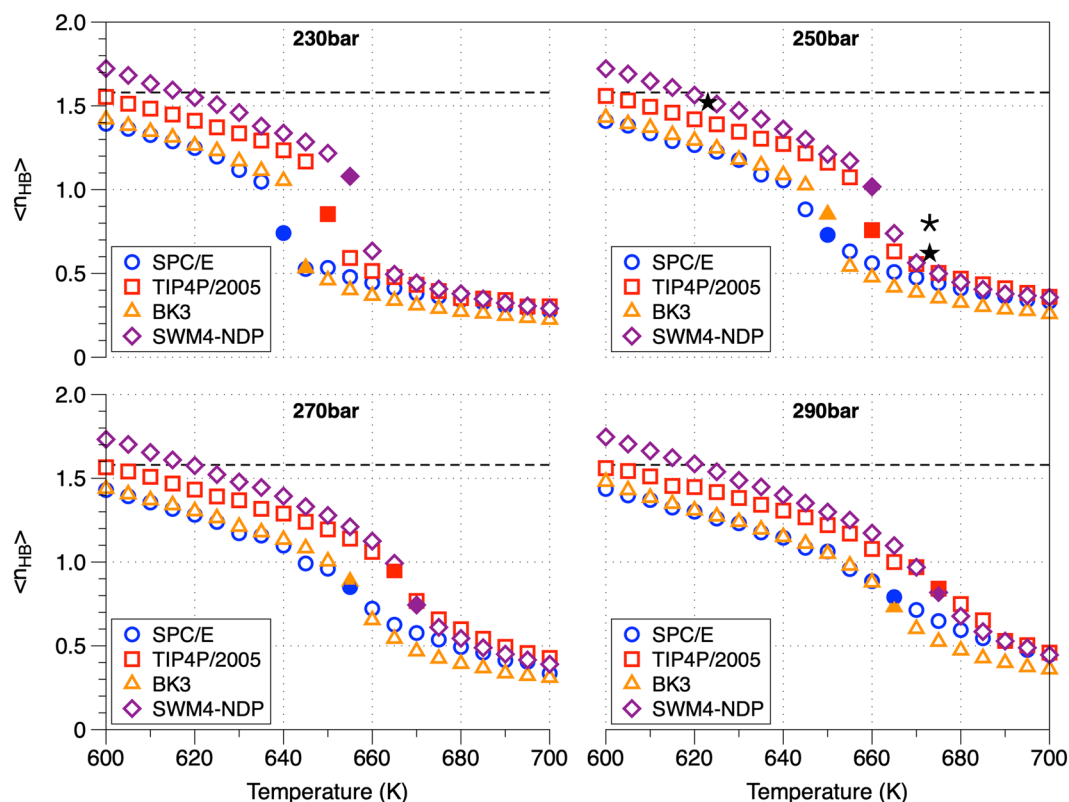 230bar
2.0
1.5
1.0
0.5
0
<nHB>
SPC/E
TIP4P/2005
BK3
SWM4-NDP
250bar
SPC/E
TIP4P/2005
BK3
SWM4-NDP
270bar
2.0
1.5
1.0
0.5
0
<nHB>
SPC/E
TIP4P/2005
BK3
SWM4-NDP
600 620 640 660 680 700
Temperature (K)
290bar
SPC/E
TIP4P/2005
BK3
SWM4-NDP
600 620 640 660 680 700
Temperature (K)